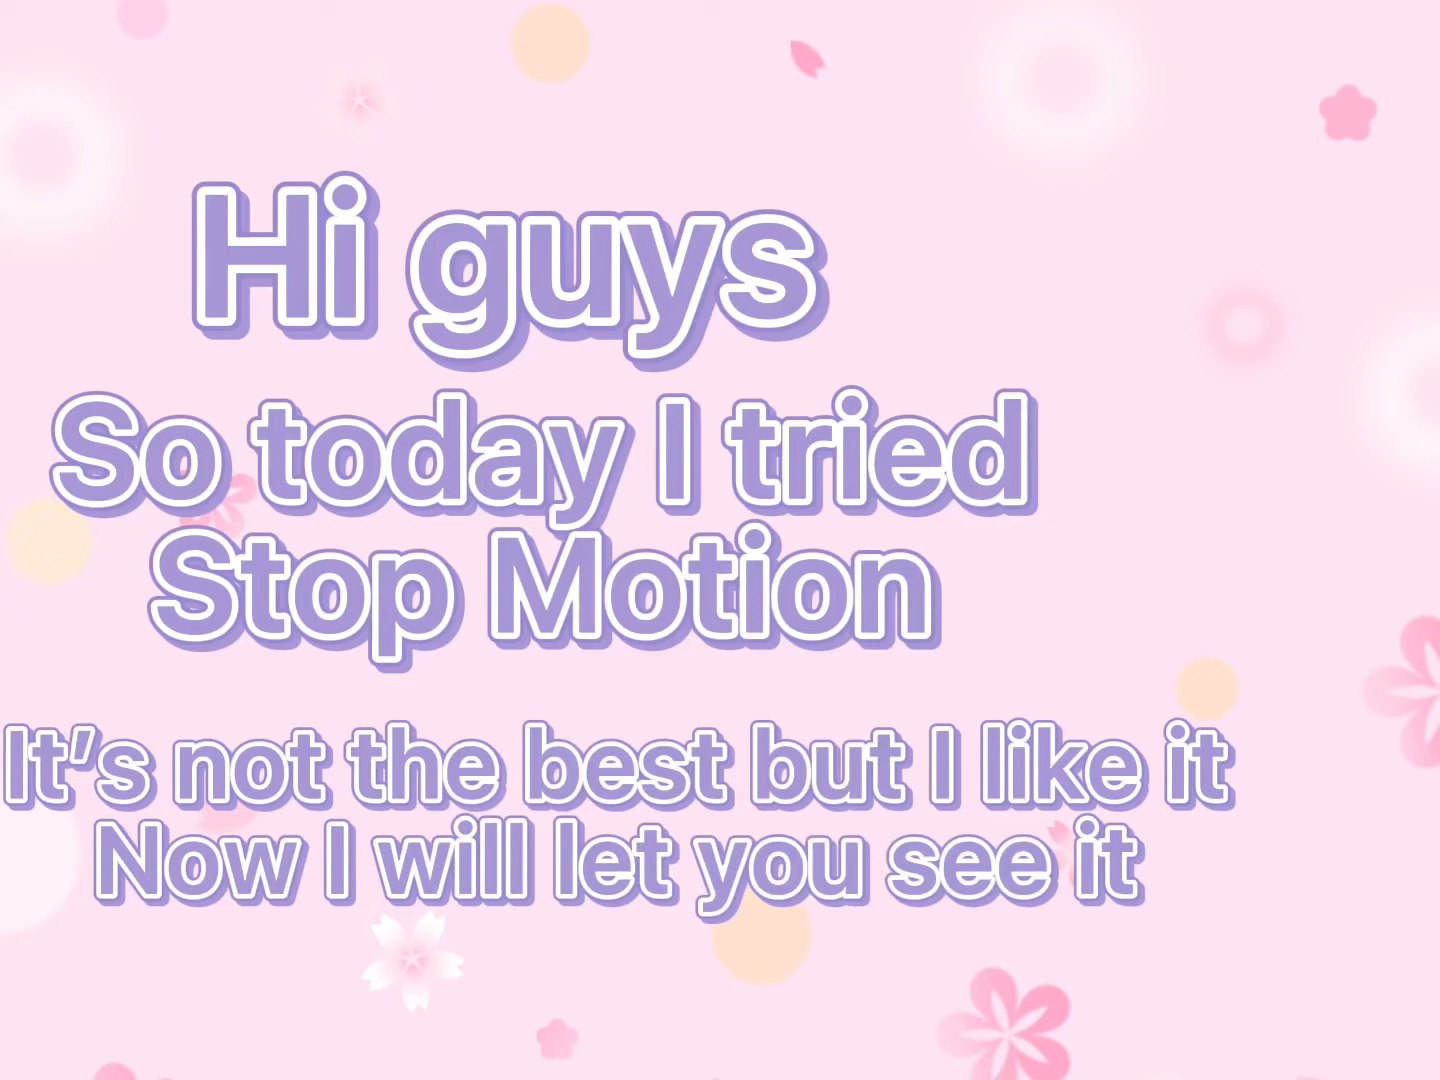 Hi guys
So today I tried
Stop Motion
It’s not the best but I like it
Now I will let you see it